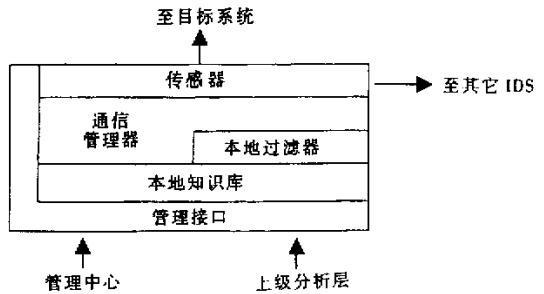 至目标系统
传感器
至其它 IDS
通信
管理器
本地过滤器
本地知识库
管理接口
管理中心
上级分析层